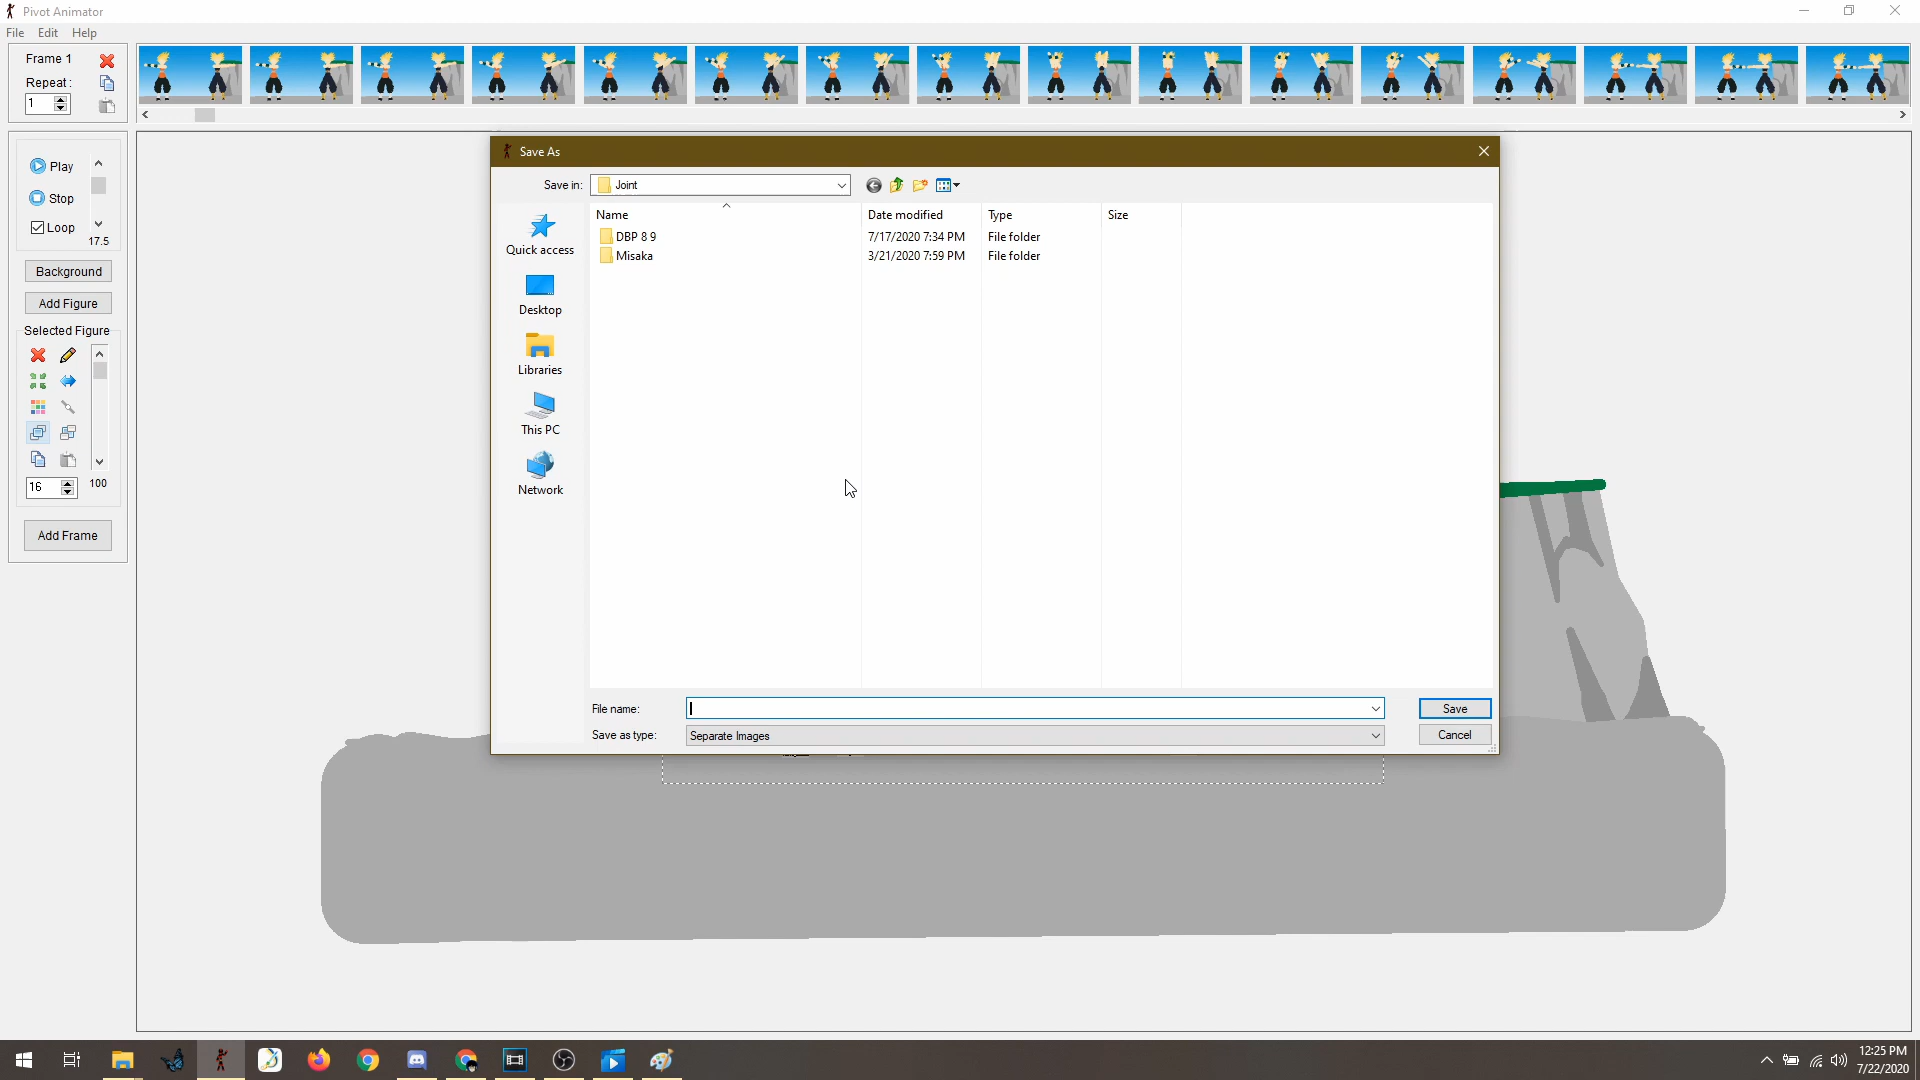 Pivot Animator
File Edit Help
Frame 1
Repeat :
1
Play
Stop
Loop
17.5
Background
Add Figure
Selected Figure
16
100
Add Frame
Save As
Save in:
Joint
Quick access
Desktop
Libraries
This PC
Network
Name Date modified Type Size
DBP 8 9 7/17/2020 7:34 PM File folder
Misaka 3/21/2020 7:59 PM File folder
File name:
Save
Save as type:
Separate Images
Cancel
12:25 PM
7/22/2020